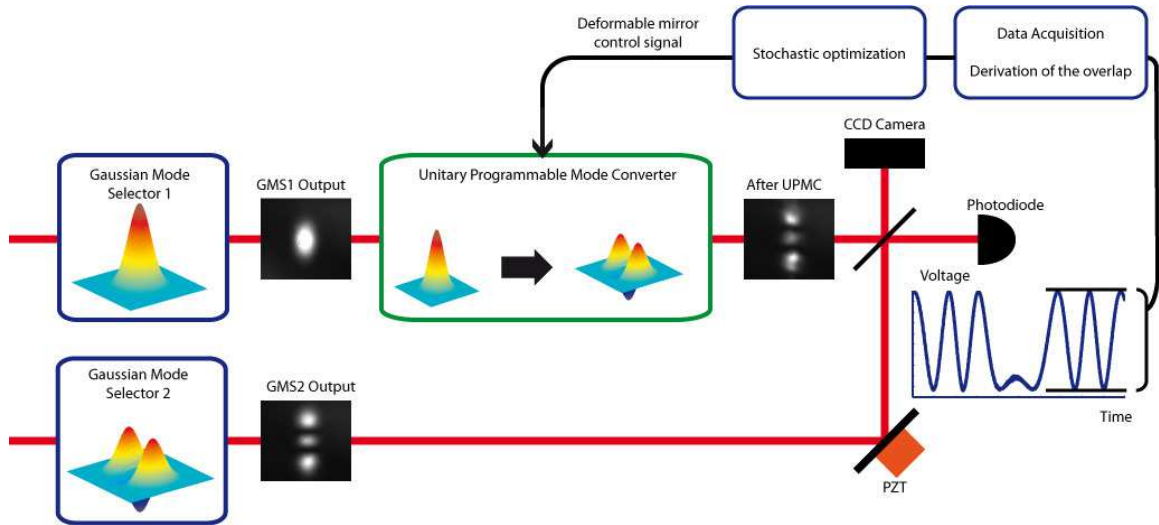 Deformable mirror
control signal
Stochastic optimization
Data Acquisition
Derivation of the overlap
CCD Camera
Gaussian Mode
Selector 1
GMS1 Output
Unitary Programmable Mode Converter
After UPMC
Photodiode
Voltage
Gaussian Mode
Selector 2
GMS2 Output
Time
PZT